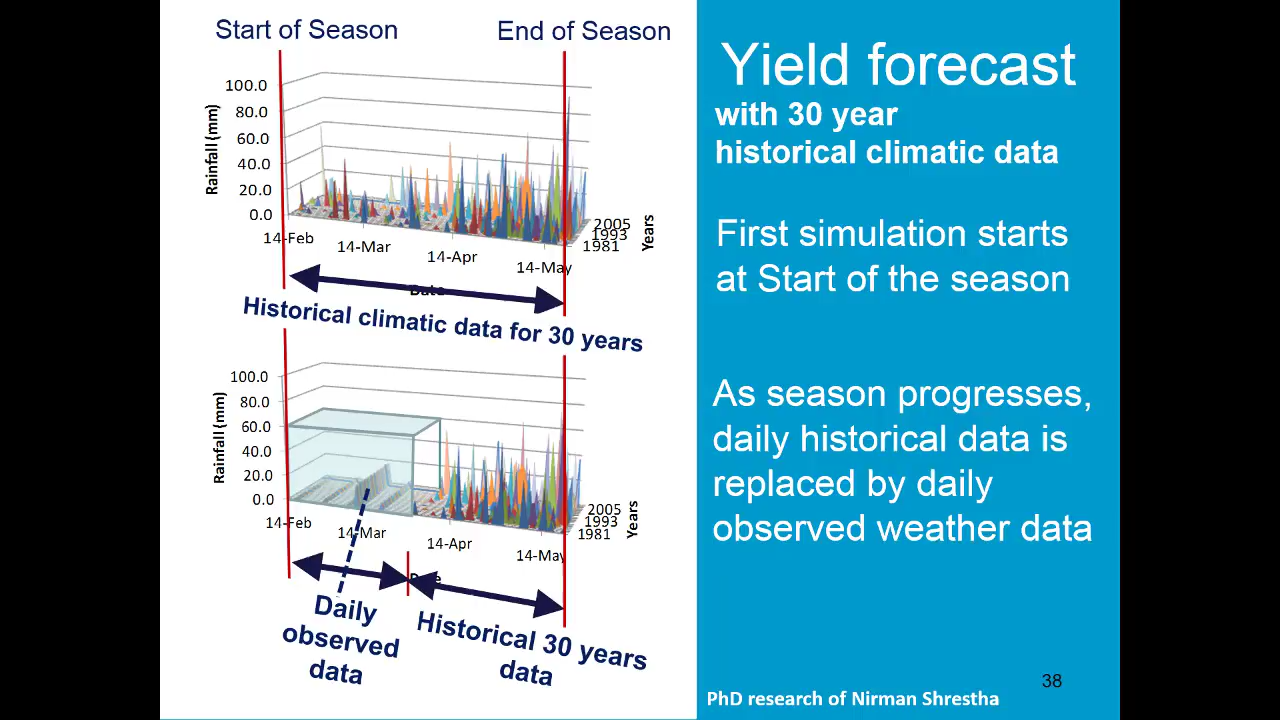 Start of Season
End of Season
100.0
80.0
60.0
40.0
20.0
0.0
Rainfall (mm)
14-Feb
14-Mar
14-Apr
14-May
2005
1993
1981
Years
Date
Historical climatic data for 30 years
100.0
80.0
60.0
40.0
20.0
0.0
Rainfall (mm)
14-Feb
14-Mar
14-Apr
14-May
2005
1993
1981
Years
Date
Daily
observed
data
Historical 30 years
data
Yield forecast
with 30 year
historical climatic data
First simulation starts
at Start of the season
As season progresses,
daily historical data is
replaced by daily
observed weather data
38
PhD research of Nirman Shrestha